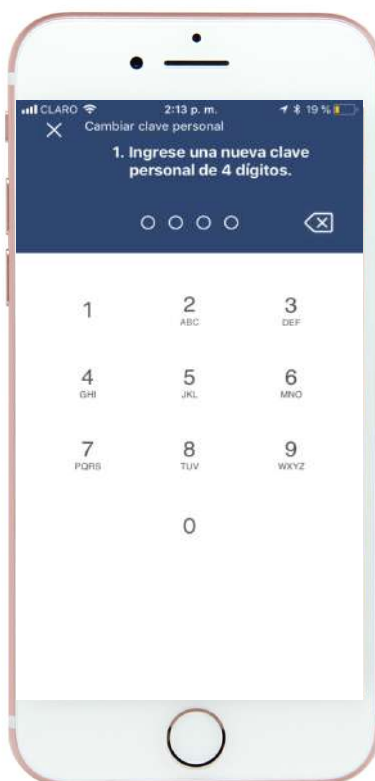 CLARO 2:13 p. m. 19 %
Cambiar clave personal
1. Ingrese una nueva clave
personal de 4 dígitos.
1 2 3
ABC DEF
4 5 6
GHI JKL MNO
7 8 9
PQRS TUV WXYZ
0